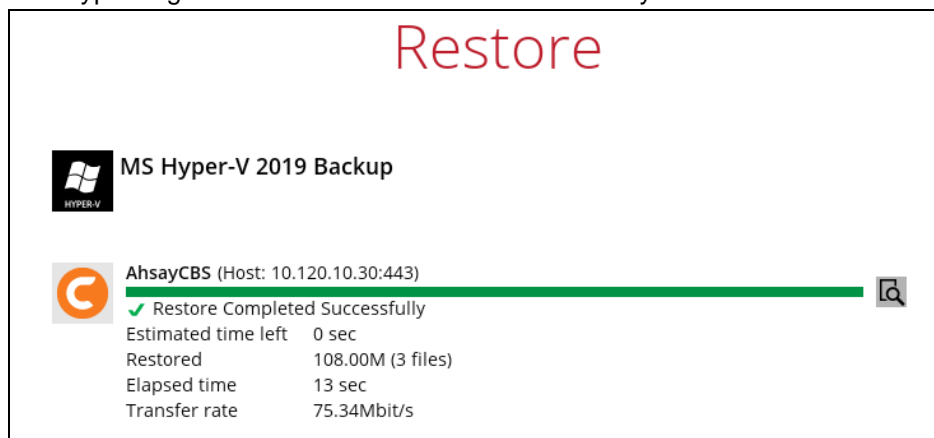 Restore
MS Hyper-V 2019 Backup
HYPER-V
AhsayCBS (Host: 10.120.10.30:443)
Restore Completed Successfully
Estimated time left 0 sec
Restored 108.00M (3 files)
Elapsed time 13 sec
Transfer rate 75.34Mbit/s